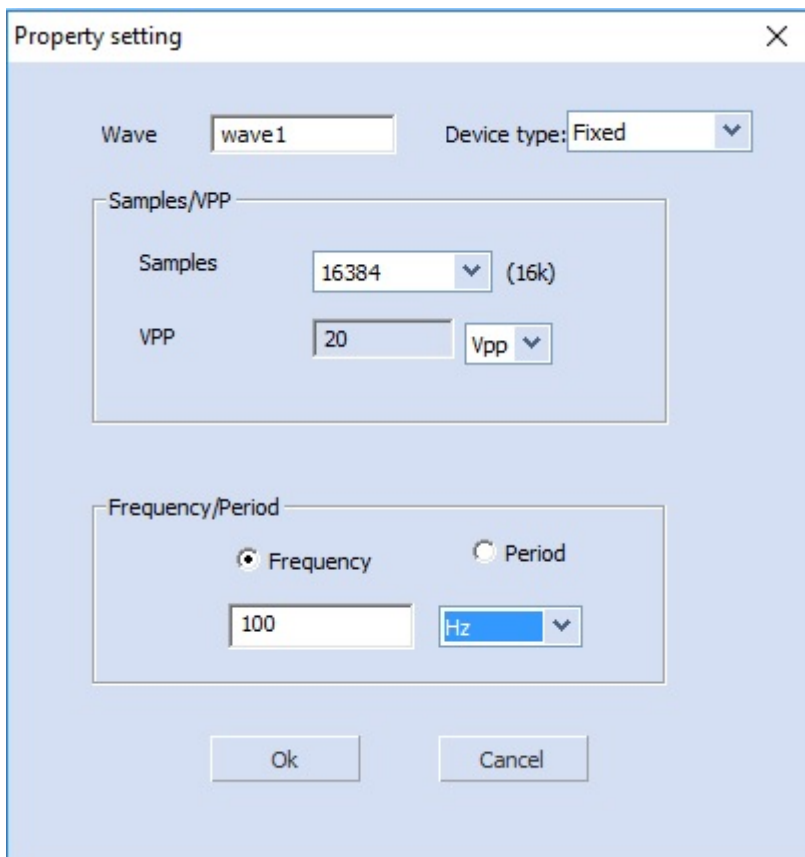 Property setting
Wave wave1 Device type: Fixed
Samples/VPP
Samples 16384 (16k)
VPP 20 Vpp
Frequency/Period
Frequency Period
100 Hz
Ok Cancel